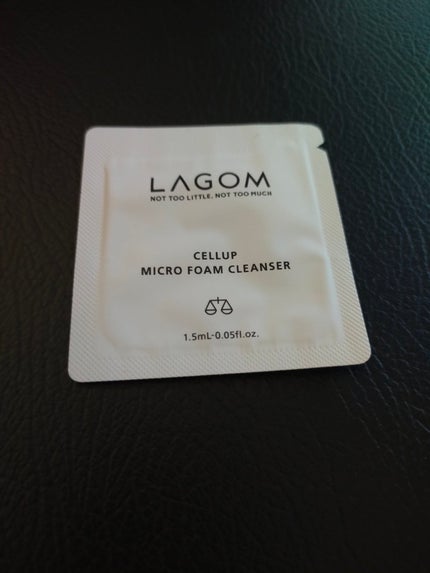 LAGOM
NOT TOO LITTLE, NOT TOO MUCH
CELLUP
MICRO FOAM CLEANSER
1.5mL·0.05fl.oz.